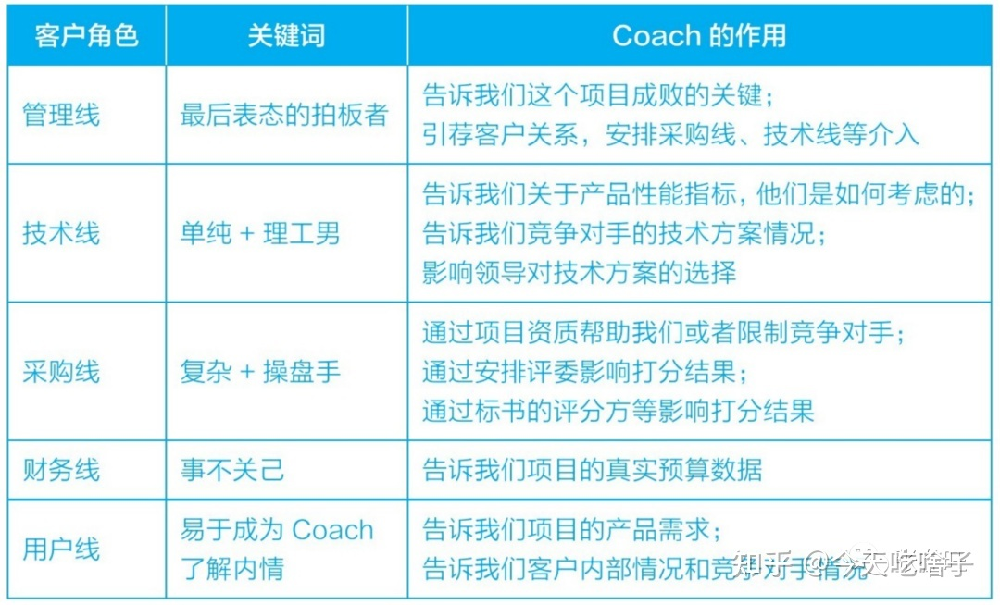 客户角色 关键词 Coach 的作用
管理线 最后表态的拍板者 告诉我们这个项目成败的关键;
引荐客户关系，安排采购线、技术线等介入
技术线 单纯 + 理工男 告诉我们关于产品性能指标，他们是如何考虑的;
告诉我们竞争对手的技术方案情况;
影响领导对技术方案的选择
采购线 复杂 + 操盘手 通过项目资质帮助我们或者限制竞争对手;
通过安排评委影响打分结果;
通过标书的评分方等影响打分结果
财务线 事不关己 告诉我们项目的真实预算数据
用户线 易于成为 Coach
了解内情
告诉我们项目的产品需求;
告诉我们客户内部情况和竞争对手情况
知乎